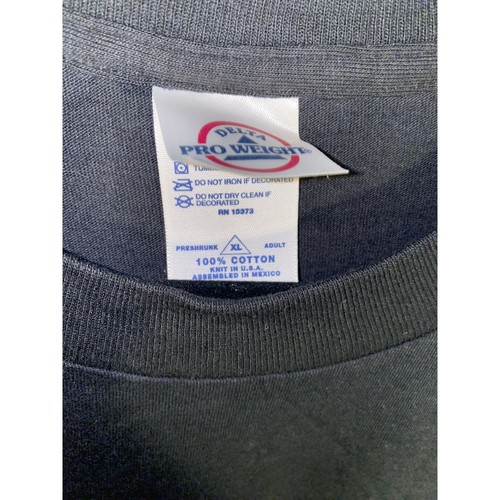 DELTA
PRO WEIGHT®
DO NOT IRON IF
DECORATED
DO NOT DRY CLEAN IF
DECORATED
RN 15373
PRESHRUNK XL ADULT
100% COTTON
KNIT IN U.S.A.
ASSEMBLED IN MEXICO